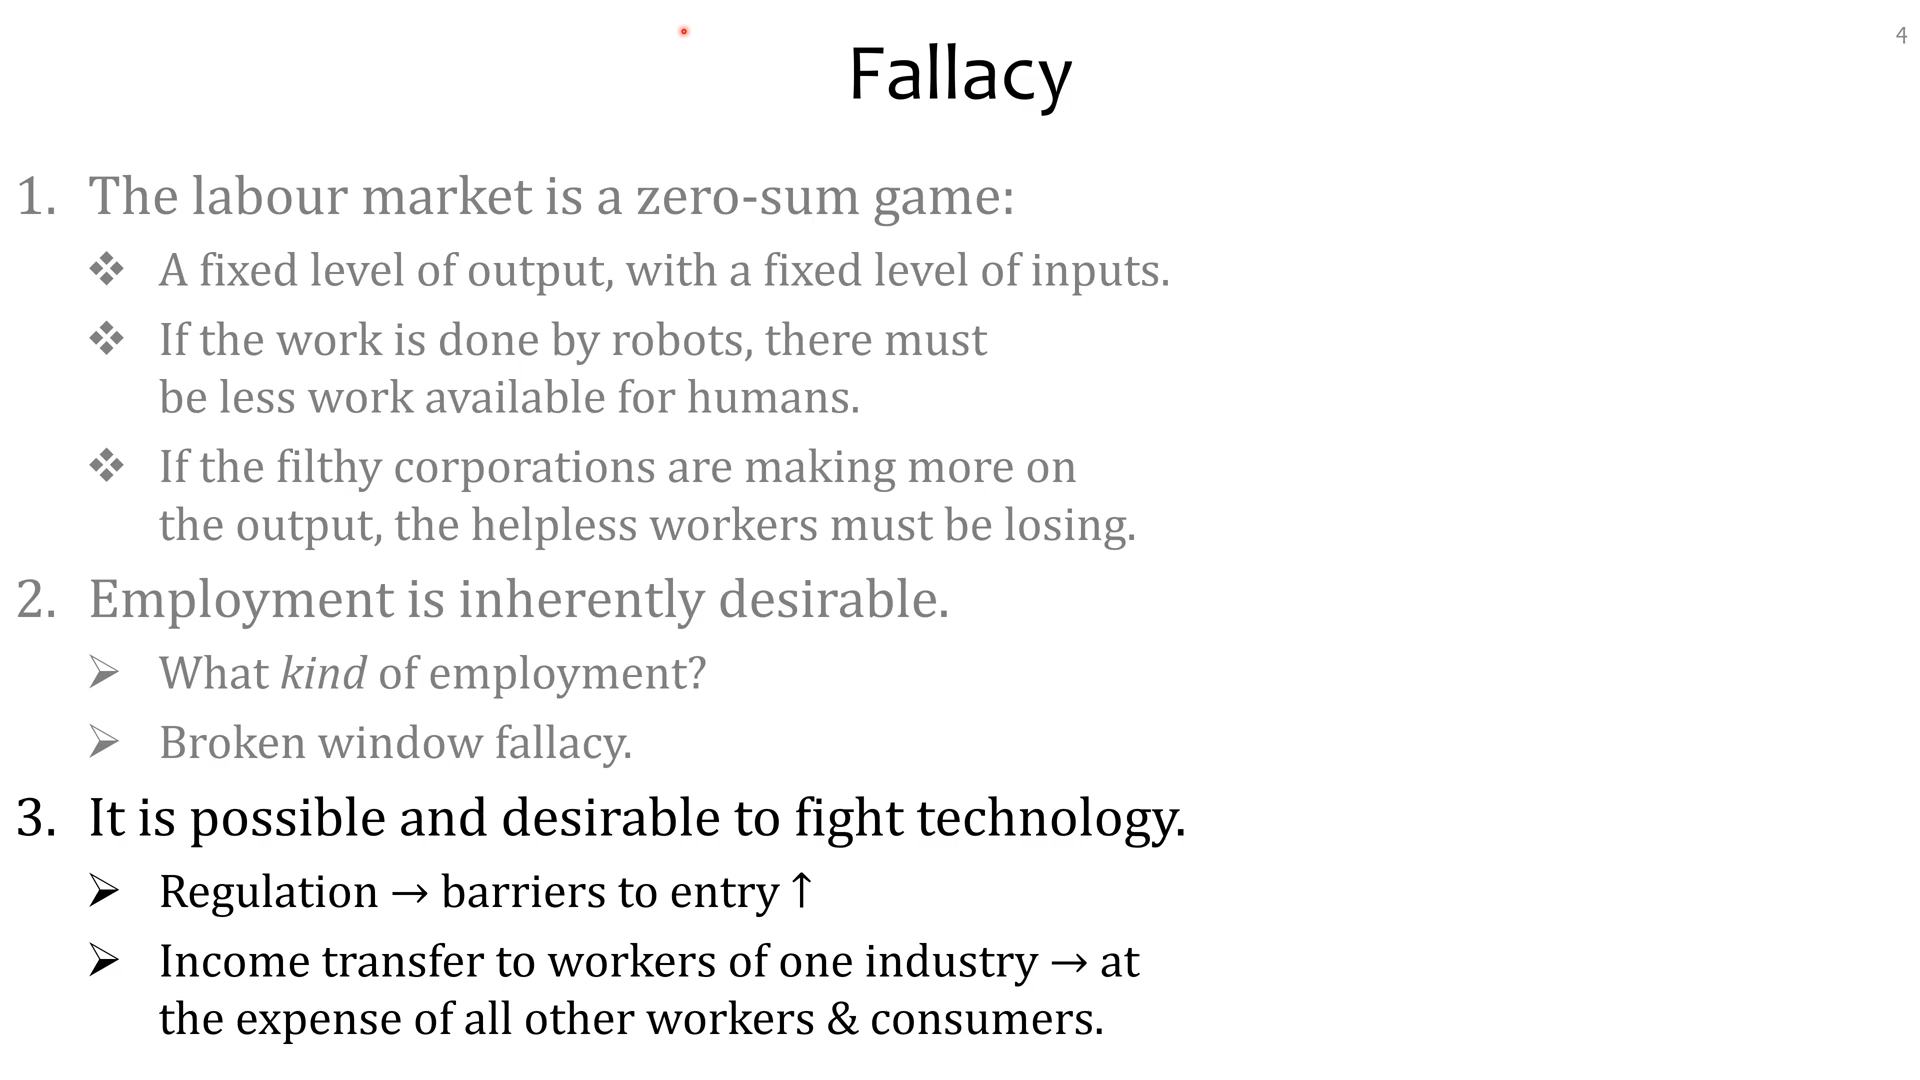 4
Fallacy
1. The labour market is a zero-sum game:
❖ A fixed level of output, with a fixed level of inputs.
❖ If the work is done by robots, there must
be less work available for humans.
❖ If the filthy corporations are making more on
the output, the helpless workers must be losing.
2. Employment is inherently desirable.
➢ What kind of employment?
➢ Broken window fallacy.
3. It is possible and desirable to fight technology.
➢ Regulation → barriers to entry ↑
➢ Income transfer to workers of one industry → at
the expense of all other workers & consumers.